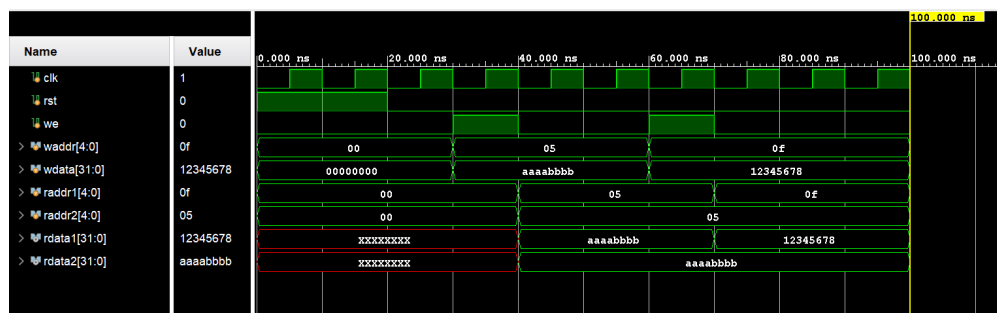 100.000 ns
Name Value
0.000 ns 20.000 ns 40.000 ns 60.000 ns 80.000 ns 100.000 ns
clk 1
rst 0
we 0
waddr[4:0] 0f 00 05 0f
wdata[31:0] 12345678 00000000 aaaabbbb 12345678
raddr1[4:0] 0f 00 05 0f
raddr2[4:0] 05 00 05
rdata1[31:0] 12345678 XXXXXXXX aaaabbbb 12345678
rdata2[31:0] aaaabbbb XXXXXXXX aaaabbbb